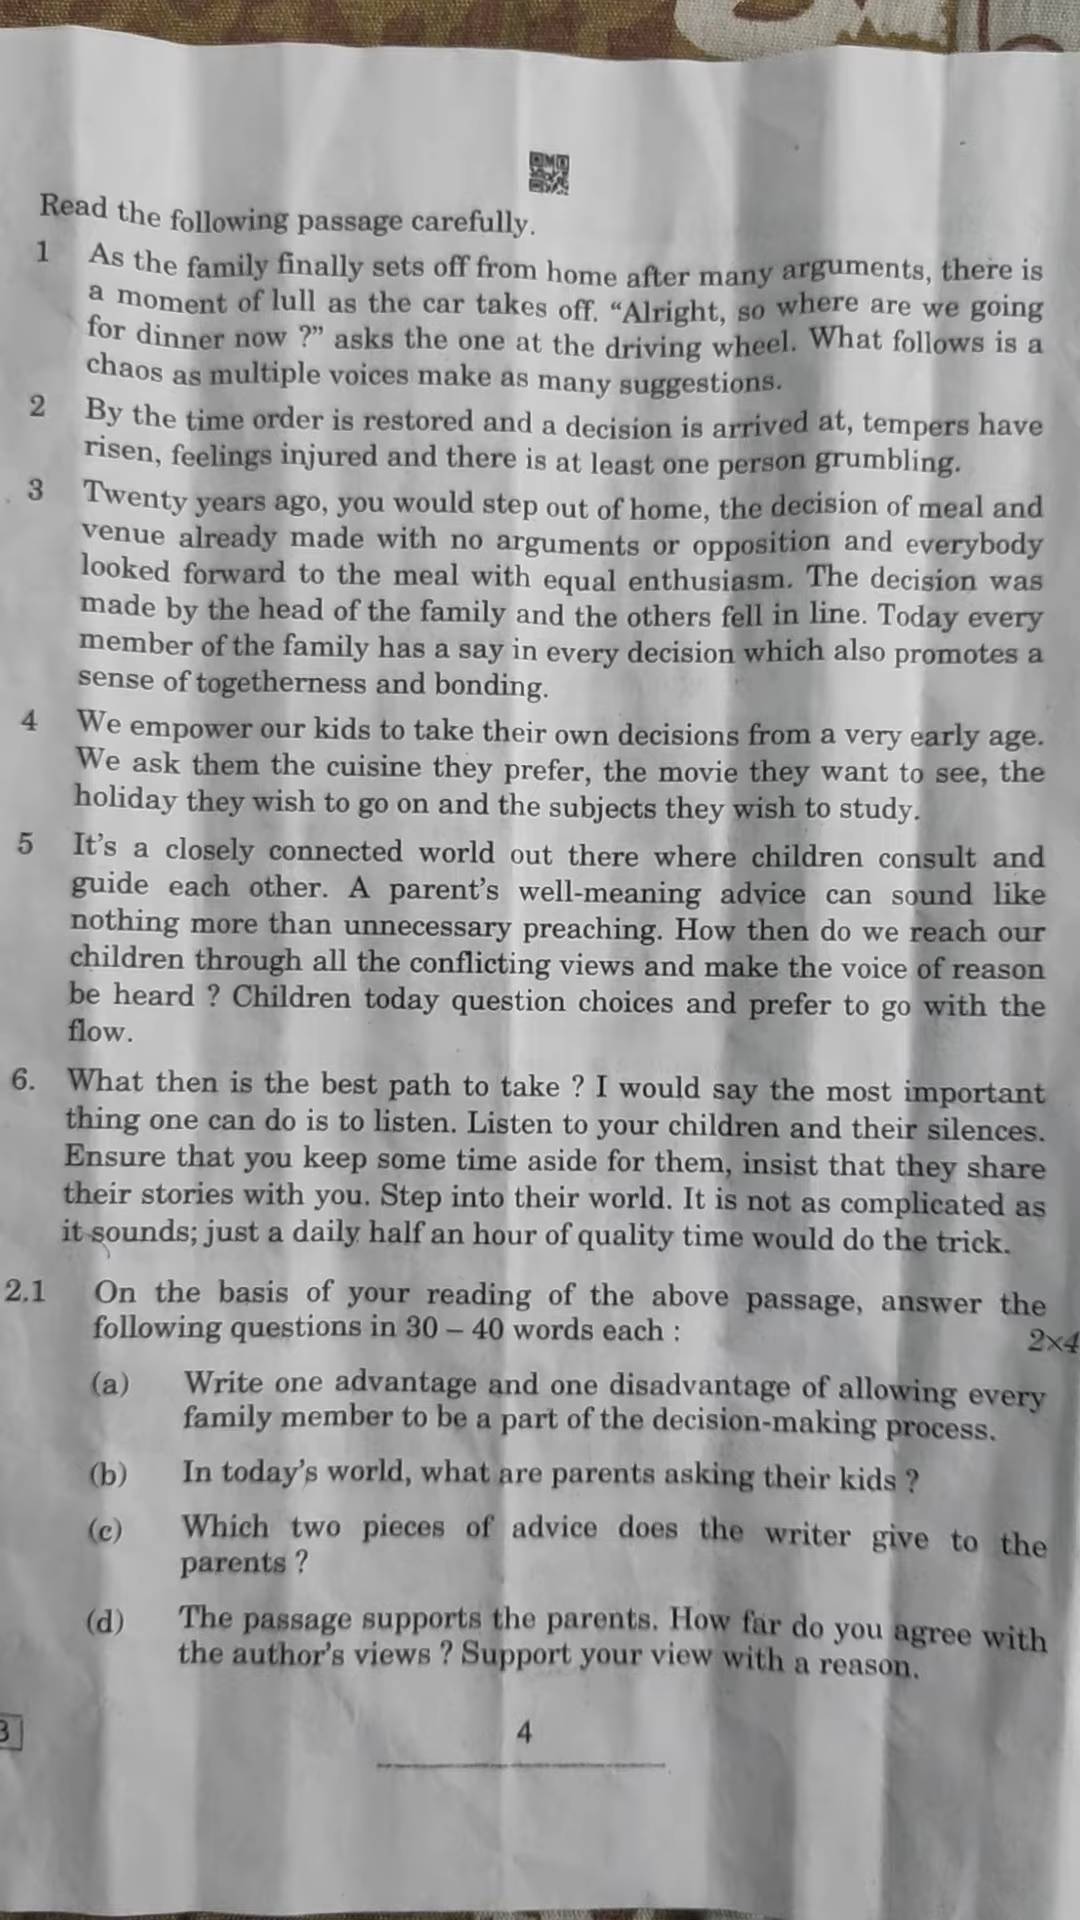 Read the following passage carefully.
1 As the family finally sets off from home after many arguments, there is
a moment of lull as the car takes off. “Alright, so where are we going
for dinner now ?” asks the one at the driving wheel. What follows is a
chaos as multiple voices make as many suggestions.
2 By the time order is restored and a decision is arrived at, tempers have
risen, feelings injured and there is at least one person grumbling.
3 Twenty years ago, you would step out of home, the decision of meal and
venue already made with no arguments or opposition and everybody
looked forward to the meal with equal enthusiasm. The decision was
made by the head of the family and the others fell in line. Today every
member of the family has a say in every decision which also promotes a
sense of togetherness and bonding.
4 We empower our kids to take their own decisions from a very early age.
We ask them the cuisine they prefer, the movie they want to see, the
holiday they wish to go on and the subjects they wish to study.
5 It’s a closely connected world out there where children consult and
guide each other. A parent’s well-meaning advice can sound like
nothing more than unnecessary preaching. How then do we reach our
children through all the conflicting views and make the voice of reason
be heard ? Children today question choices and prefer to go with the
flow.
6. What then is the best path to take ? I would say the most important
thing one can do is to listen. Listen to your children and their silences.
Ensure that you keep some time aside for them, insist that they share
their stories with you. Step into their world. It is not as complicated as
it sounds; just a daily half an hour of quality time would do the trick.
2.1 On the basis of your reading of the above passage, answer the
following questions in 30 – 40 words each : 2×4
(a) Write one advantage and one disadvantage of allowing every
family member to be a part of the decision-making process.
(b) In today’s world, what are parents asking their kids ?
(c) Which two pieces of advice does the writer give to the
parents ?
(d) The passage supports the parents. How far do you agree with
the author’s views ? Support your view with a reason.
3 4